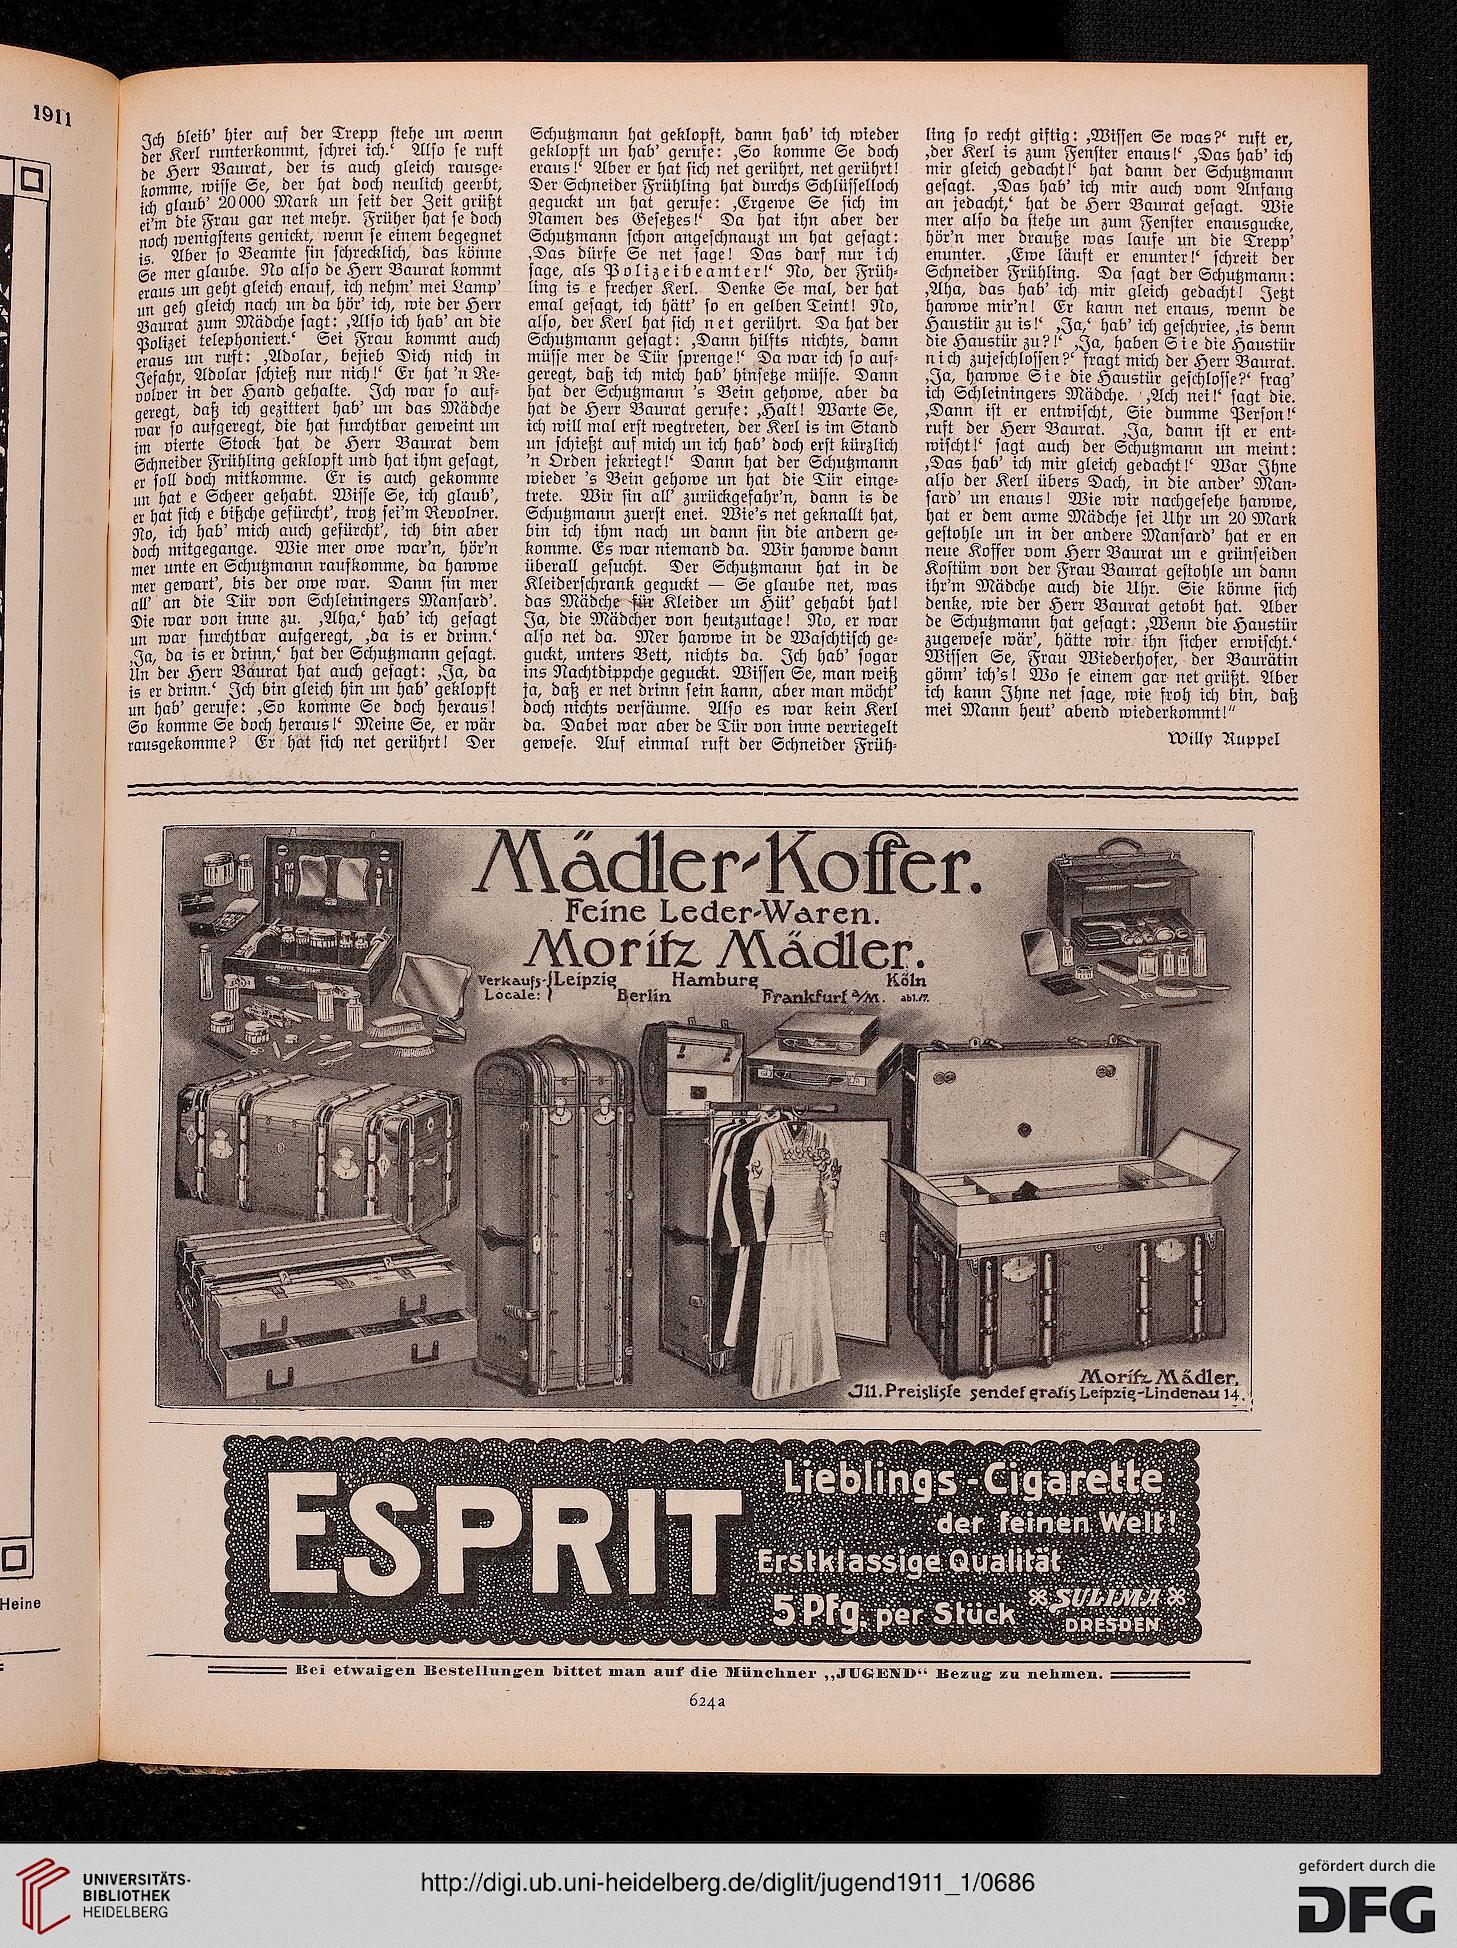 1911
Heine
Ich bleib' hier auf der Trepp stehe un wenn
der Kerl runterkommt, schrei ich.‘ Also se ruft
de Herr Baurat, der is auch gleich rausge-
komme, wisse Se, der hat doch neulich geerbt,
ich glaub' 20000 Mark un seit der Zeit grüßt
ei'm die Frau gar net mehr. Früher hat se doch
noch wenigstens genickt, wenn se einem begegnet
is. Aber so Beamte sin schrecklich, das könne
Se mer glaube. No also de Herr Baurat kommt
eraus un geht gleich enauf, ich nehm' mei Lamp'
un geh gleich nach un da hör' ich, wie der Herr
Baurat zum Mädche sagt: ‚Also ich hab' an die
Polizei telephoniert.‘ Sei Frau kommt auch
eraus un ruft: ‚Adolar, bejieb Dich nich in
Jefahr, Adolar schieß nur nich!‘ Er hat 'n Re-
volver in der Hand gehalte. Ich war so auf-
geregt, daß ich gezittert hab' un das Mädche
war so aufgeregt, die hat furchtbar geweint un
im vierte Stock hat de Herr Baurat dem
Schneider Frühling geklopft und hat ihm gesagt,
er soll doch mitkomme. Er is auch gekomme
un hat e Scheer gehabt. Wisse Se, ich glaub',
er hat sich e bißche gefürcht', trotz sei'm Revolver.
No, ich hab' mich auch gefürcht', ich bin aber
doch mitgegange. Wie mer owe war'n, hör'n
mer unte en Schutzmann raufkomme, da hawwe
mer gewart', bis der owe war. Dann sin mer
all' an die Tür von Schleiningers Mansard'.
Die war von inne zu. ‚Aha,‘ hab' ich gesagt
un war furchtbar aufgeregt, ‚da is er drinn.‘
‚Ja, da is er drinn,‘ hat der Schutzmann gesagt.
Un der Herr Baurat hat auch gesagt: ‚Ja, da
is er drinn.‘ Ich bin gleich hin un hab' geklopft
un hab' gerufe: ‚So komme Se doch heraus!
So komme Se doch heraus!‘ Meine Se, er wär
rausgekomme? Er hat sich net gerührt! Der
Schutzmann hat geklopft, dann hab' ich wieder
geklopft un hab' gerufe: ‚So komme Se doch
eraus!‘ Aber er hat sich net gerührt, net gerührt!
Der Schneider Frühling hat durchs Schlüsselloch
geguckt un hat gerufe: ‚Ergewe Se sich im
Namen des Gesetzes!‘ Da hat ihn aber der
Schutzmann schon angeschnauzt un hat gesagt:
‚Das dürfe Se net sage! Das darf nur ich
sage, als Polizeibeamter!‘ No, der Früh-
ling is e frecher Kerl. Denke Se mal, der hat
emal gesagt, ich hätt' so en gelben Teint! No,
also, der Kerl hat sich net gerührt. Da hat der
Schutzmann gesagt: ‚Dann hilfts nichts, dann
müsse mer de Tür sprenge!‘ Da war ich so auf-
geregt, daß ich mich hab' hinsetze müsse. Dann
hat der Schutzmann 's Bein gehowe, aber da
hat de Herr Baurat gerufe: ‚Halt! Warte Se,
ich will mal erst wegtreten, der Kerl is im Stand
un schießt auf mich un ich hab' doch erst kürzlich
'n Orden jekriegt!‘ Dann hat der Schutzmann
wieder 's Bein gehowe un hat die Tür einge-
trete. Wir sin all' zurückgefahr'n, dann is de
Schutzmann zuerst enei. Wie's net geknallt hat,
bin ich ihm nach un dann sin die andern ge-
komme. Es war niemand da. Wir hawwe dann
überall gesucht. Der Schutzmann hat in de
Kleiderschrank geguckt — Se glaube net, was
das Mädche für Kleider un Hüt' gehabt hat!
Ja, die Mädcher von heutzutage! No, er war
also net da. Mer hawwe in de Waschtisch ge-
guckt, unters Bett, nichts da. Ich hab' sogar
ins Nachtdippche geguckt. Wissen Se, man weiß
ja, daß er net drinn sein kann, aber man möcht'
doch nichts versäume. Also es war kein Kerl
da. Dabei war aber de Tür von inne verriegelt
gewese. Auf einmal ruft der Schneider Früh-
ling so recht giftig: ‚Wissen Se was?‘ ruft er,
‚der Kerl is zum Fenster enaus!‘ ‚Das hab' ich
mir gleich gedacht!‘ hat dann der Schutzmann
gesagt. ‚Das hab' ich mir auch vom Anfang
an jedacht,‘ hat de Herr Baurat gesagt. Wie
mer also da stehe un zum Fenster enausgucke,
hör'n mer drauße was laufe un die Trepp'
enunter. ‚Ewe läuft er enunter!‘ schreit der
Schneider Frühling. Da sagt der Schutzmann:
‚Aha, das hab' ich mir gleich gedacht! Jetzt
hawwe mir'n! Er kann net enaus, wenn de
Haustür zu is!‘ ‚Ja,‘ hab' ich geschriee, ‚is denn
die Haustür zu?!‘ ‚Ja, haben Sie die Haustür
nich zujeschlossen?‘ fragt mich der Herr Baurat.
‚Ja, hawwe Sie die Haustür geschlosse?‘ frag'
ich Schleiningers Mädche. ‚Ach nei!‘ sagt die.
‚Dann ist er entwischt, Sie dumme Person!‘
ruft der Herr Baurat. ‚Ja, dann ist er ent-
wischt!‘ sagt auch der Schutzmann un meint:
‚Das hab' ich mir gleich gedacht!‘ War Ihne
also der Kerl übers Dach, in die ander' Man-
sard' un enaus! Wie wir nachgesehe hawwe,
hat er dem arme Mädche sei Uhr un 20 Mark
gestohle un in der andere Mansard' hat er en
neue Koffer vom Herr Baurat un e grünseiden
Kostüm von der Frau Baurat gestohle un dann
ihr'm Mädche auch die Uhr. Sie könne sich
denke, wie der Herr Baurat getobt hat. Aber
de Schutzmann hat gesagt: ‚Wenn die Haustür
zugewese wär', hätte wir ihn sicher erwischt.‘
Wissen Se, Frau Wiederhofer, der Baurätin
gönn' ich's! Wo se einem gar net grüßt. Aber
ich kann Ihne net sage, wie froh ich bin, daß
mei Mann heut' abend wiederkommt!“
Willy Ruppel
Mädler-Koffer.
Feine Leder-Waren.
Moritz Mädler.
Verkaufs-{Leipzig Hamburg Köln
Locale: Berlin Frankfurt a/M. abt.17.
Moritz Mädler,
Ill. Preisliste sendet gratis Leipzig-Lindenau 14.
ESPRIT
Lieblings-Cigarette
der feinen Welt!
Erstklassige Qualität
5 Pfg. per Stück
SULIMA
DRESDEN
Bei etwaigen Bestellungen bittet man auf die Münchner „JUGEND“ Bezug zu nehmen.
624a
UNIVERSITÄTS-
BIBLIOTHEK
HEIDELBERG
http://digi.ub.uni-heidelberg.de/diglit/jugend1911_1/0686
gefördert durch die
DFG